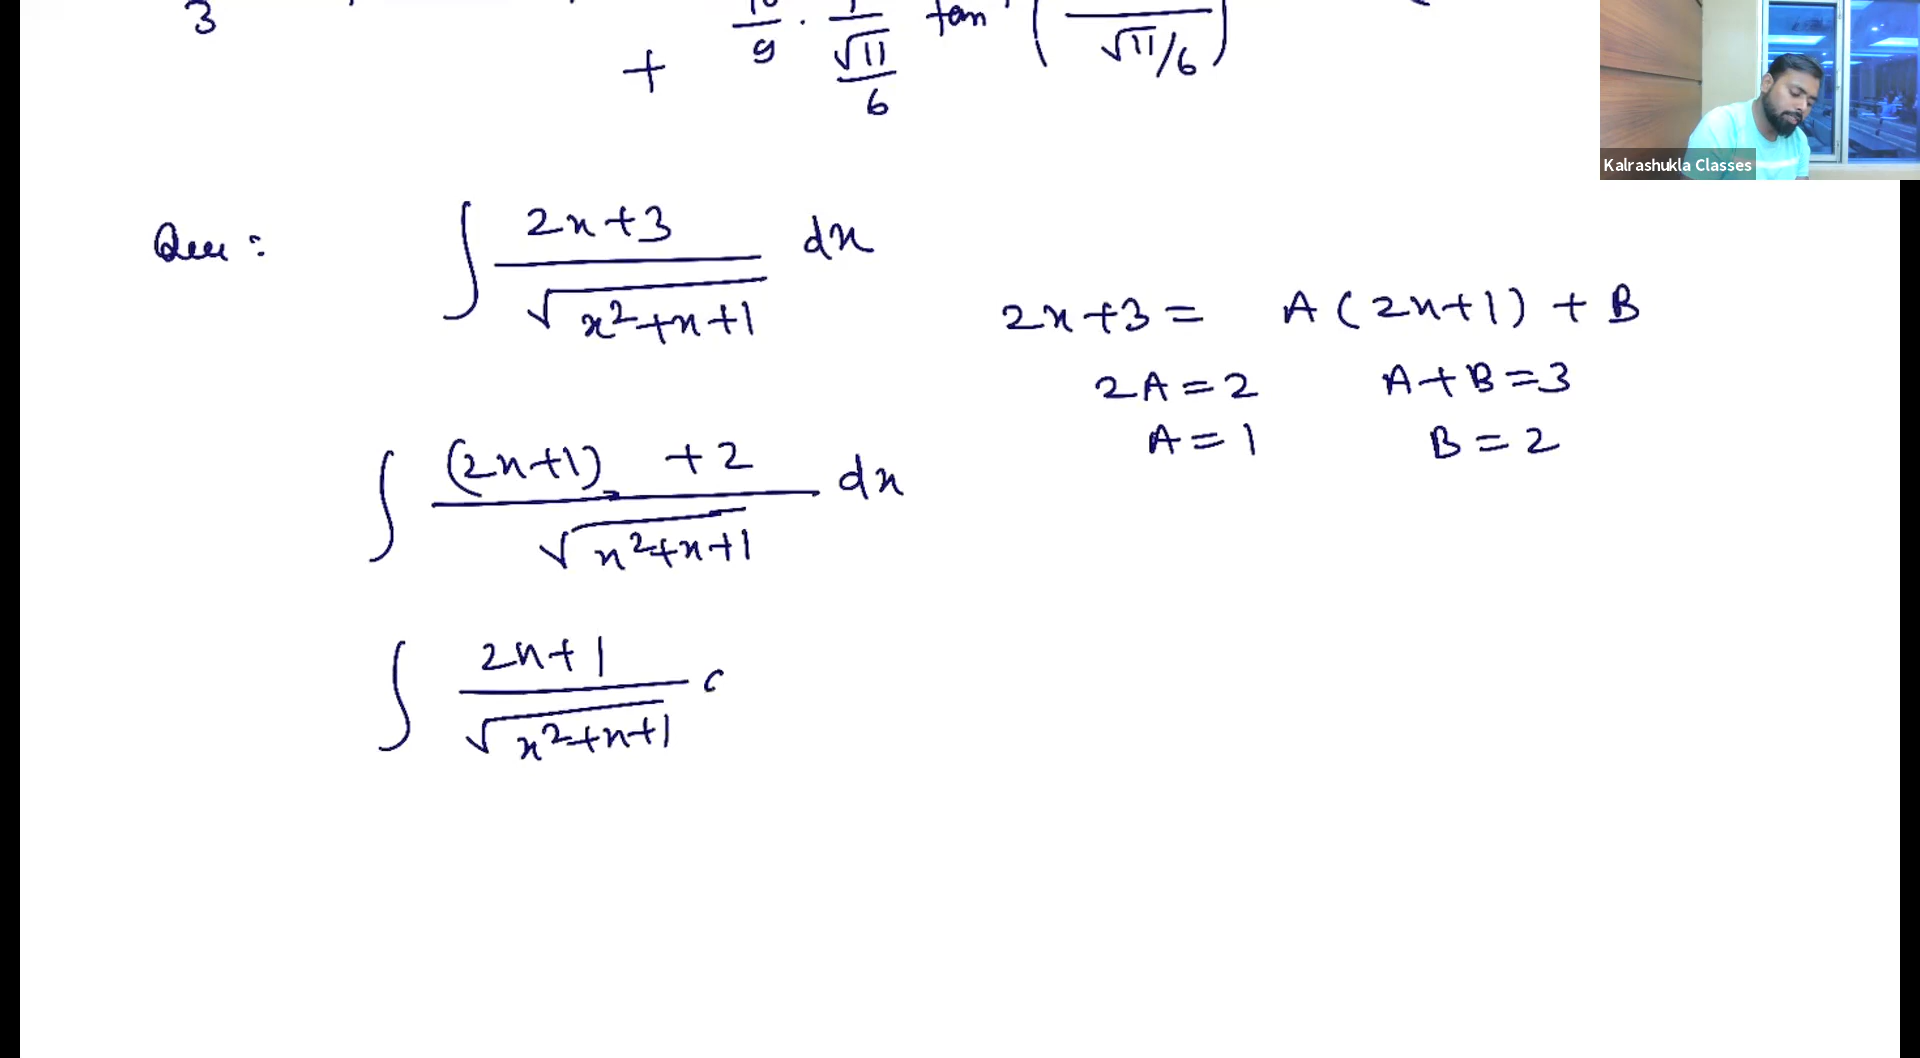 3 + 10/9 · 1/(√11/6) tan ( /(√11/6) )
Kalrashukla Classes
Que : ∫ (2x+3)/√(x²+x+1) dx
2x+3 = A(2x+1) + B
2A = 2 A+B = 3
A = 1 B = 2
∫ ((2x+1) + 2)/√(x²+x+1) dx
∫ (2x+1)/√(x²+x+1)